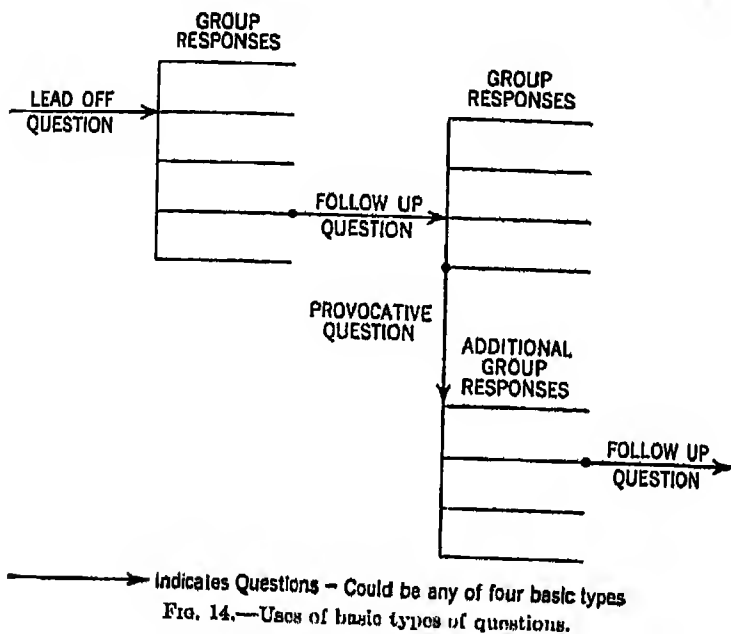 GROUP
RESPONSES
LEAD OFF
QUESTION
GROUP
RESPONSES
FOLLOW UP
QUESTION
PROVOCATIVE
QUESTION
ADDITIONAL
GROUP
RESPONSES
FOLLOW UP
QUESTION
Indicates Questions – Could be any of four basic types
FIG. 14.—Uses of basic types of questions.